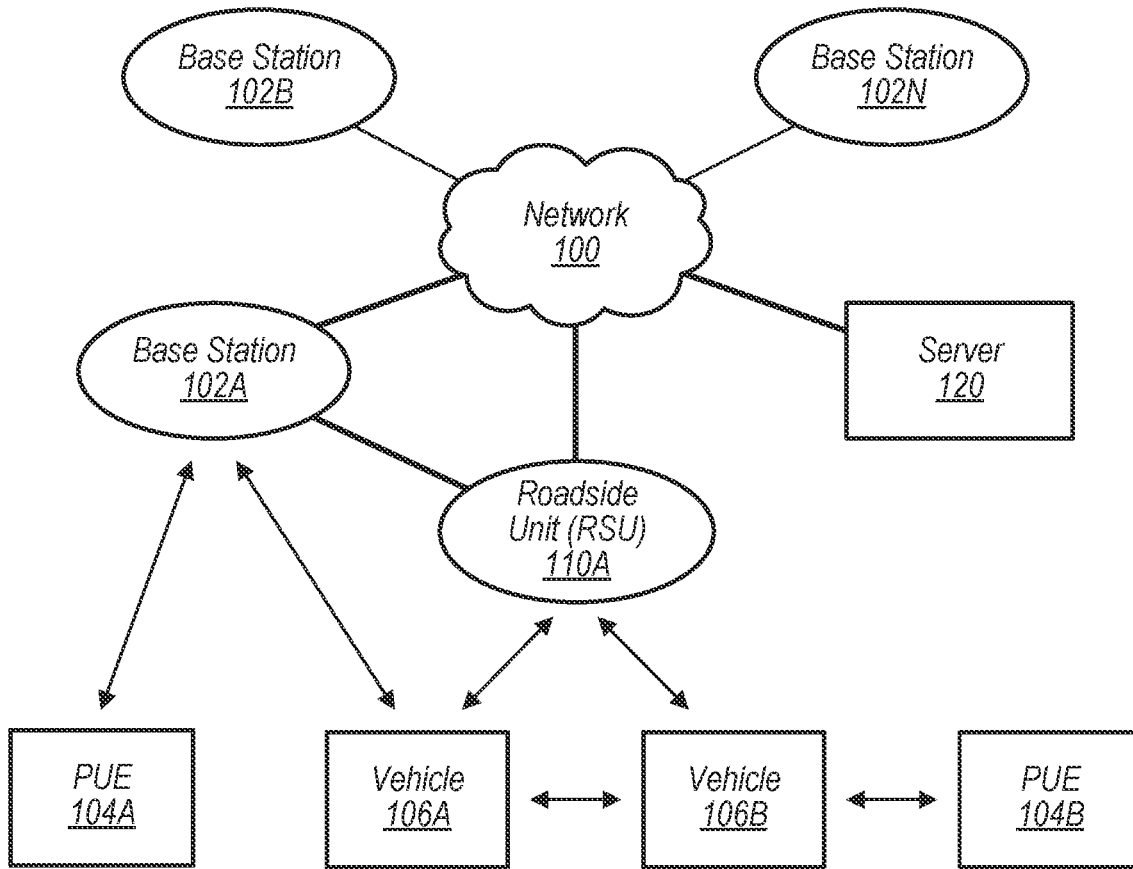 Base Station
102B
Base Station
102N
Network
100
Base Station
102A
Server
120
Roadside
Unit (RSU)
110A
PUE
104A
Vehicle
106A
Vehicle
106B
PUE
104B